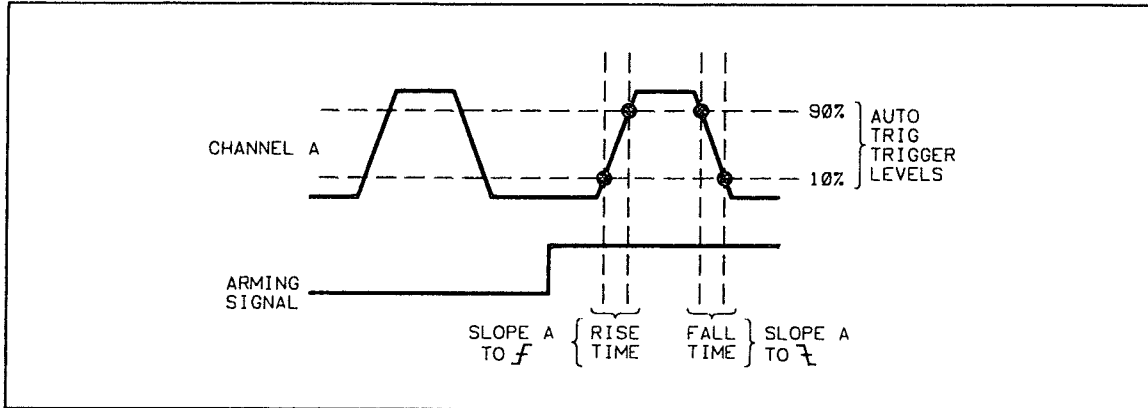 CHANNEL A
90%
10%
AUTO
TRIG
TRIGGER
LEVELS
ARMING
SIGNAL
SLOPE A
TO
RISE
TIME
FALL
TIME
SLOPE A
TO